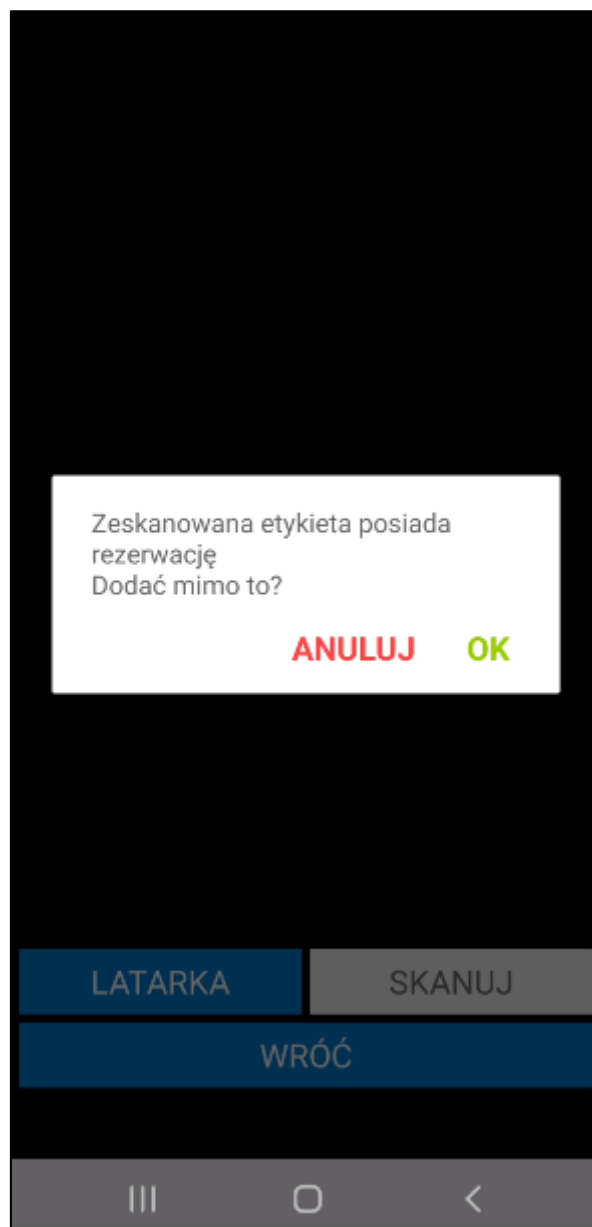 Zeskanowana etykieta posiada
rezerwację
Dodać mimo to?
ANULUJ OK
LATARKA SKANUJ
WRÓĆ